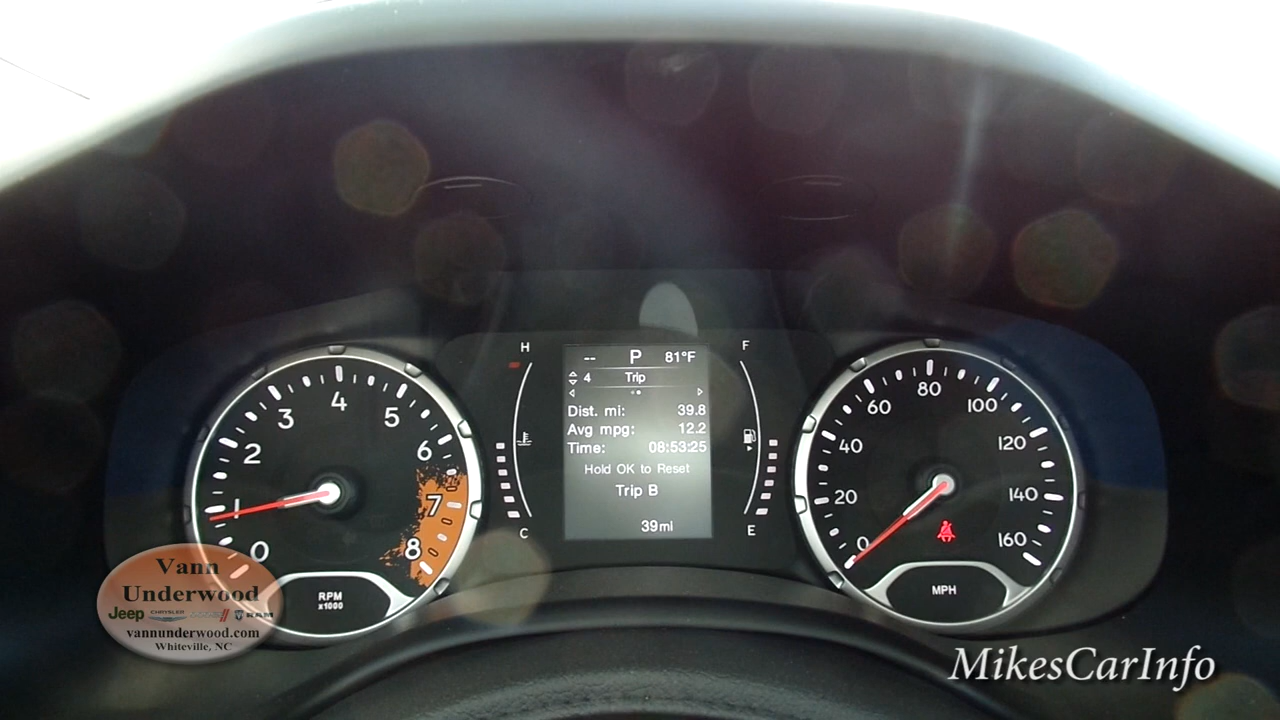 H
F
-- P 81°F
4 Trip
Dist. mi: 39.8
Avg mpg: 12.2
Time: 08:53:25
Hold OK to Reset
Trip B
39mi
C
E
0 1 2 3 4 5 6 7 8
RPM
x1000
0 20 40 60 80 100 120 140 160
MPH
Vann
Underwood
Jeep CHRYSLER RAM
vannunderwood.com
Whiteville, NC
MikesCarInfo